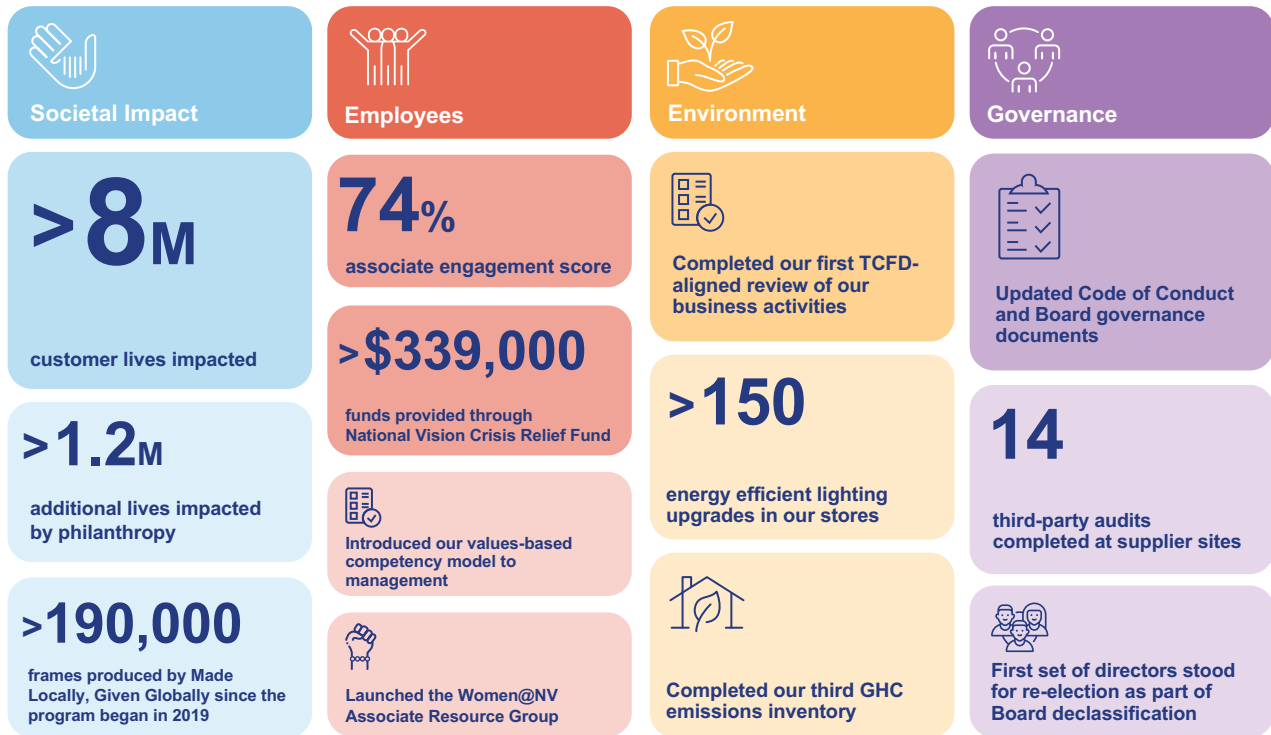 Societal Impact
>8M
customer lives impacted
>1.2M
additional lives impacted
by philanthropy
>190,000
frames produced by Made
Locally, Given Globally since the
program began in 2019
Employees
74%
associate engagement score
>$339,000
funds provided through
National Vision Crisis Relief Fund
Introduced our values-based
competency model to
management
Launched the Women@NV
Associate Resource Group
Environment
Completed our first TCFD-
aligned review of our
business activities
>150
energy efficient lighting
upgrades in our stores
Completed our third GHC
emissions inventory
Governance
Updated Code of Conduct
and Board governance
documents
14
third-party audits
completed at supplier sites
First set of directors stood
for re-election as part of
Board declassification